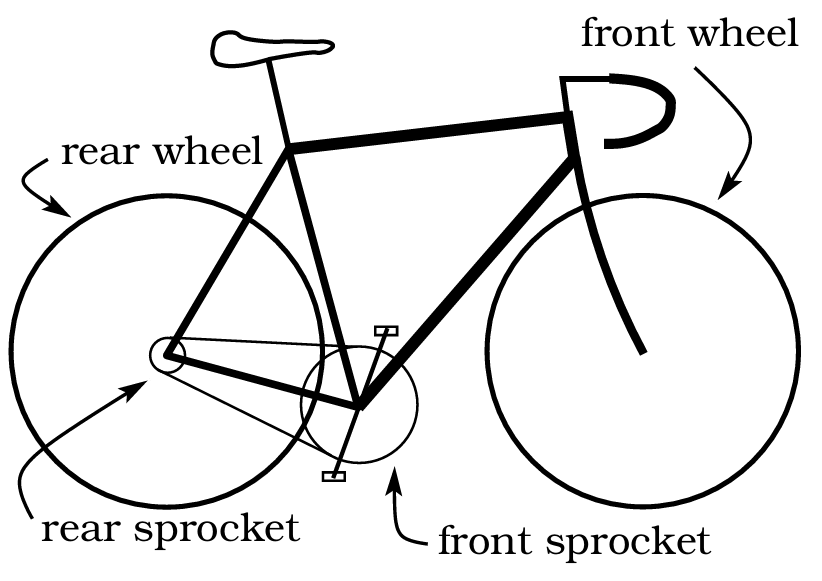 front wheel
rear wheel
rear sprocket
front sprocket